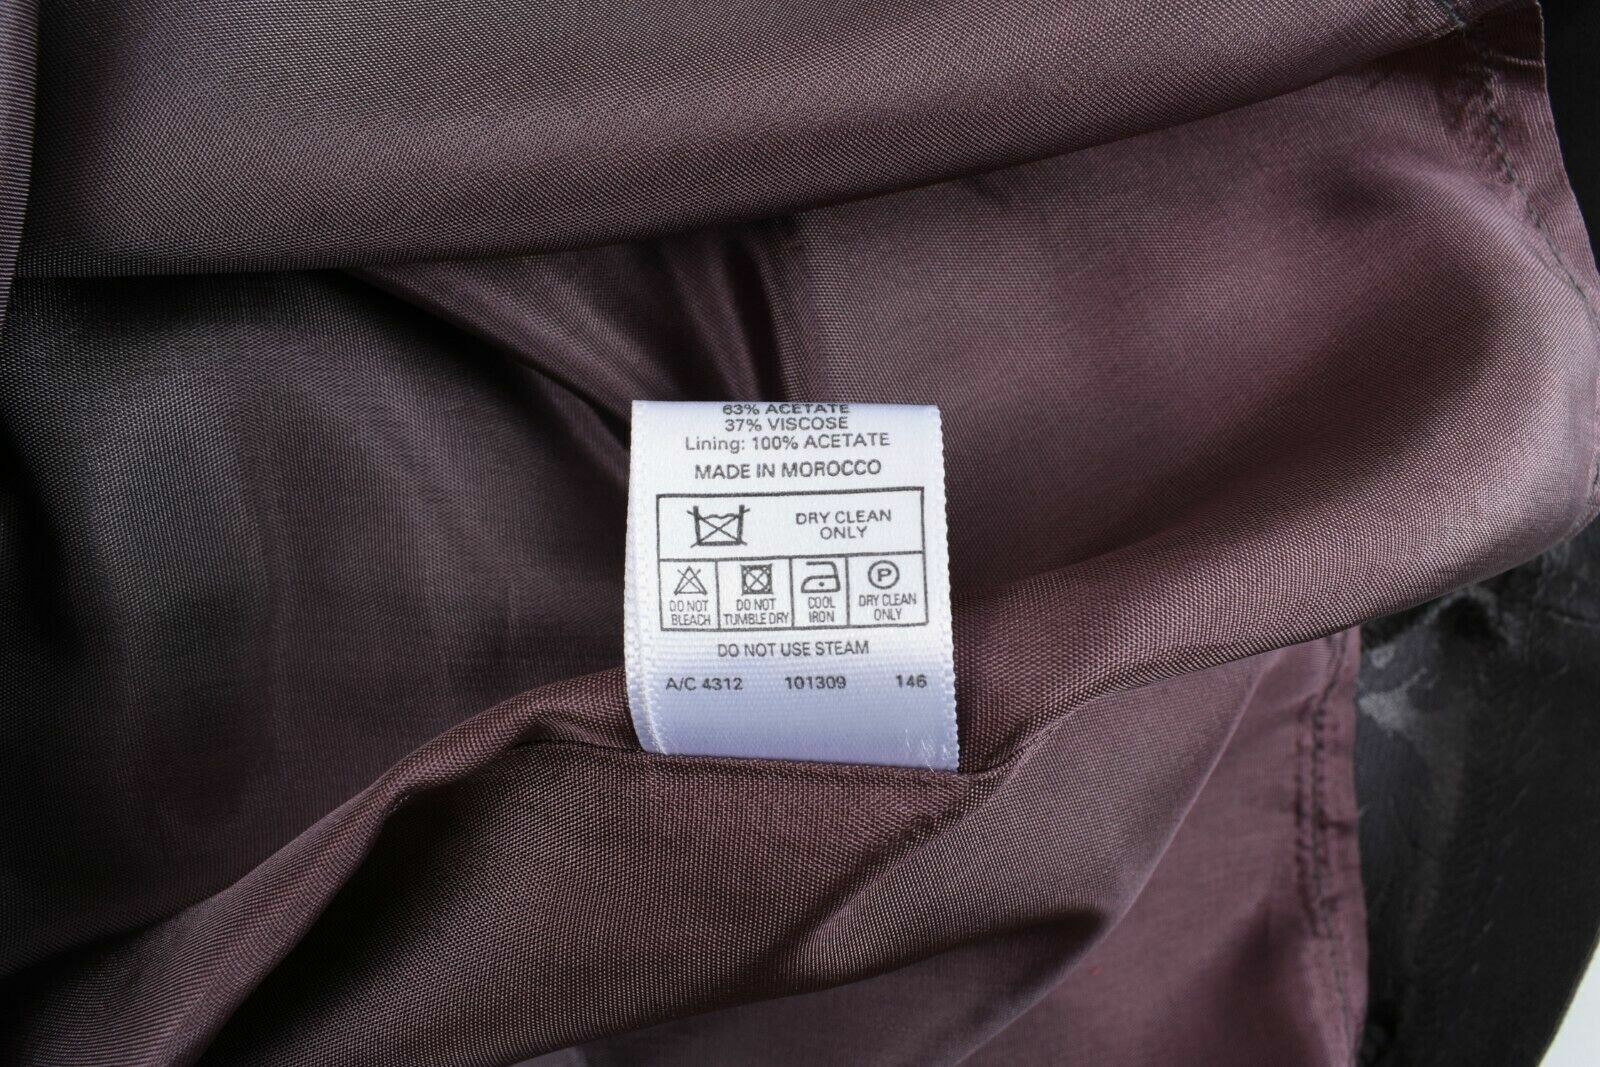 63% ACETATE
37% VISCOSE
Lining: 100% ACETATE
MADE IN MOROCCO
DRY CLEAN
ONLY
DO NOT
BLEACH
DO NOT
TUMBLE DRY
COOL
IRON
P
DRY CLEAN
ONLY
DO NOT USE STEAM
A/C 4312 101309 146